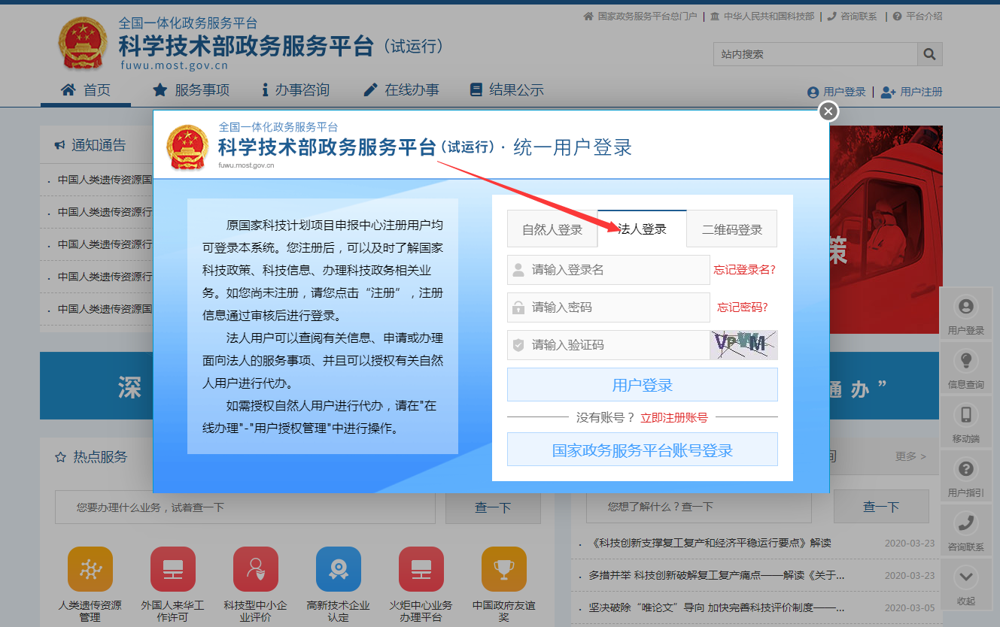 国家政务服务平台总门户 | 中华人民共和国科技部 | 咨询联系 | 平台介绍
全国一体化政务服务平台
科学技术部政务服务平台（试运行）
fuwu.most.gov.cn
站内搜索
首页 服务事项 办事咨询 在线办事 结果公示
用户登录 | 用户注册
全国一体化政务服务平台
科学技术部政务服务平台（试运行）· 统一用户登录
fuwu.most.gov.cn
通知通告
. 中国人类遗传资源国
. 中国人类遗传资源行
. 中国人类遗传资源行
. 中国人类遗传资源行
. 中国人类遗传资源国
原国家科技计划项目申报中心注册用户均
可登录本系统。您注册后，可以及时了解国家
科技政策、科技信息、办理科技政务相关业
务。如您尚未注册，请您点击“注册”，注册
信息通过审核后进行登录。
法人用户可以查阅有关信息、申请或办理
面向法人的服务事项、并且可以授权有关自然
人用户进行代办。
如需授权自然人用户进行代办，请在"在
线办理"-"用户授权管理"中进行操作。
自然人登录 法人登录 二维码登录
请输入登录名 忘记登录名?
请输入密码 忘记密码?
请输入验证码 VPWM
用户登录
没有账号？ 立即注册账号
国家政务服务平台账号登录
策
深
通办”
用户登录
信息查询
移动端
用户指引
咨询联系
收起
热点服务
您要办理什么业务，试着查一下 查一下
人类遗传资源
管理
外国人来华工
作许可
科技型中小企
业评价
高新技术企业
认定
火炬中心业务
办理平台
中国政府友谊
奖
更多 >
您想了解什么？查一下 查一下
. 《科技创新支撑复工复产和经济平稳运行要点》解读 2020-03-23
. 多措并举 科技创新破解复工复产痛点——解读《关于... 2020-03-23
. 坚决破除“唯论文”导向 加快完善科技评价制度——... 2020-03-05